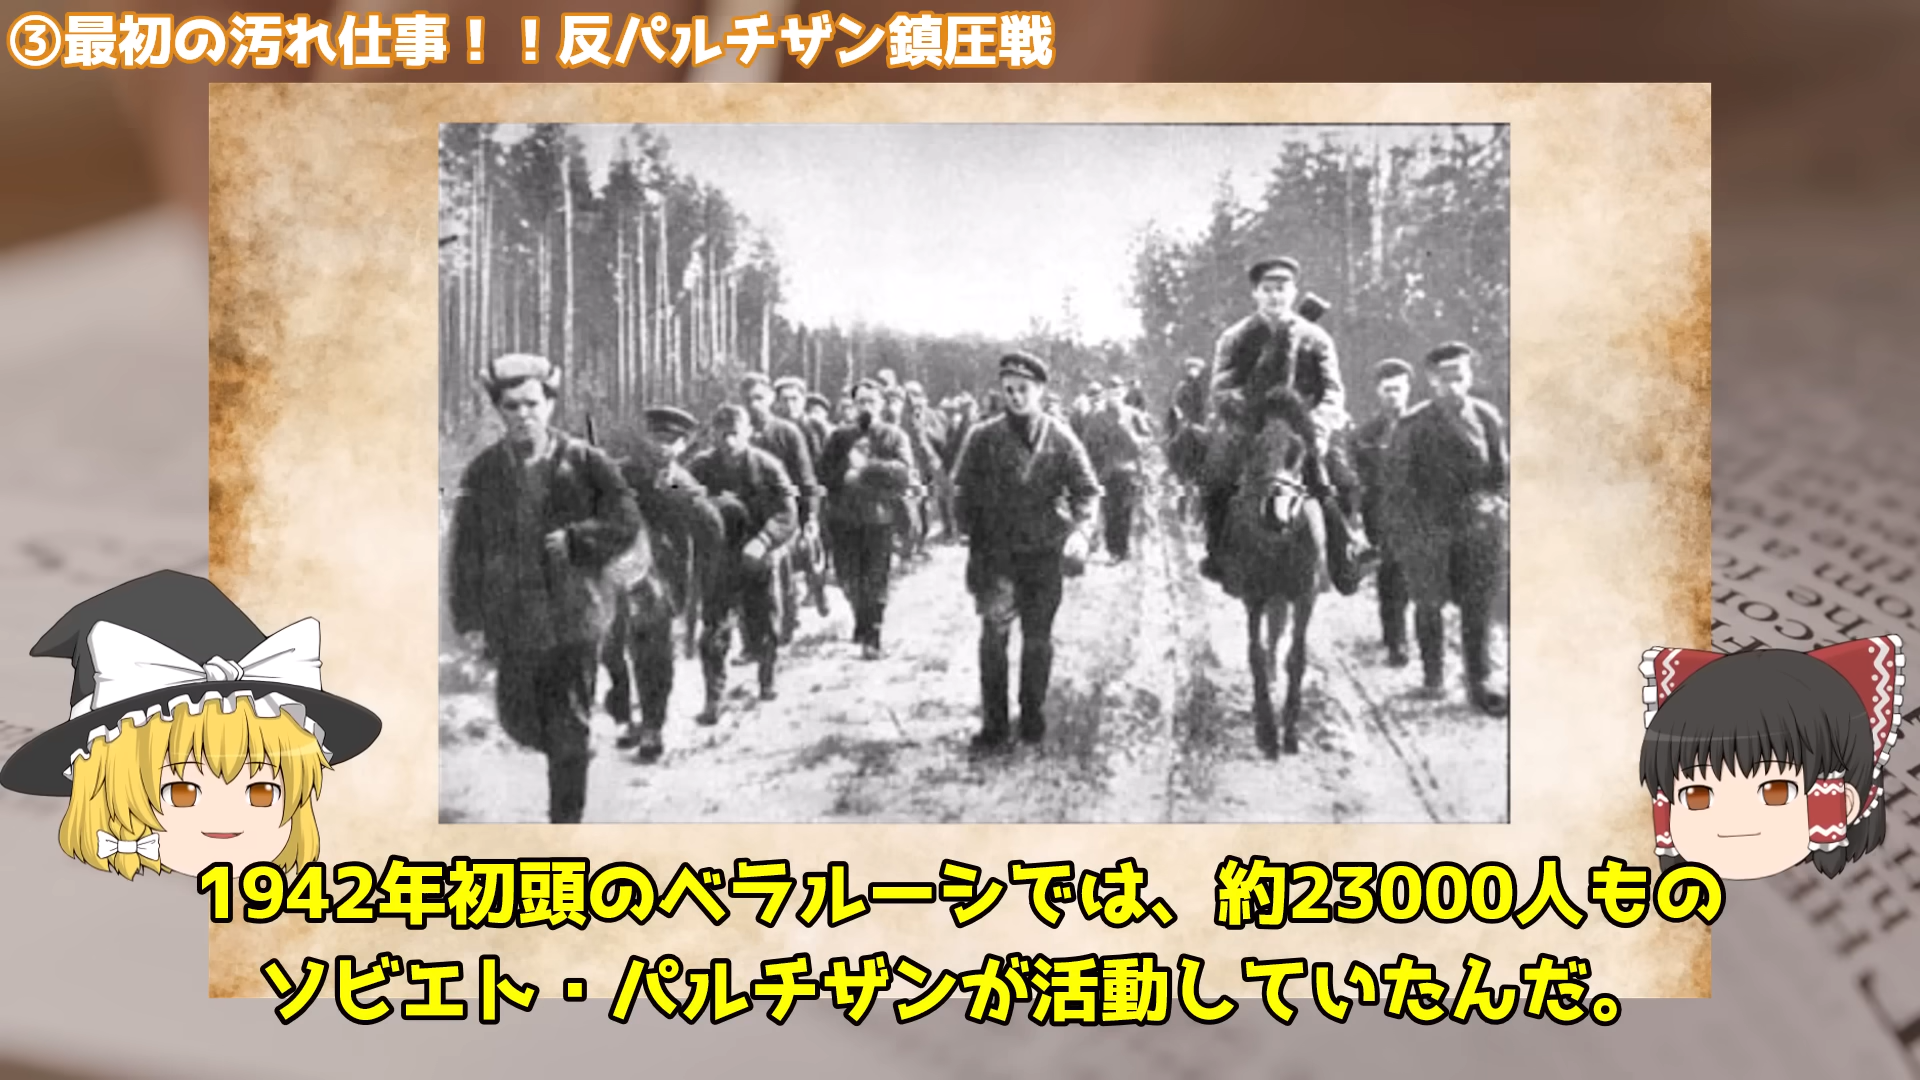 ③最初の汚れ仕事！！反パルチザン鎮圧戦
1942年初頭のベラルーシでは、約23000人もの
ソビエト・パルチザンが活動していたんだ。